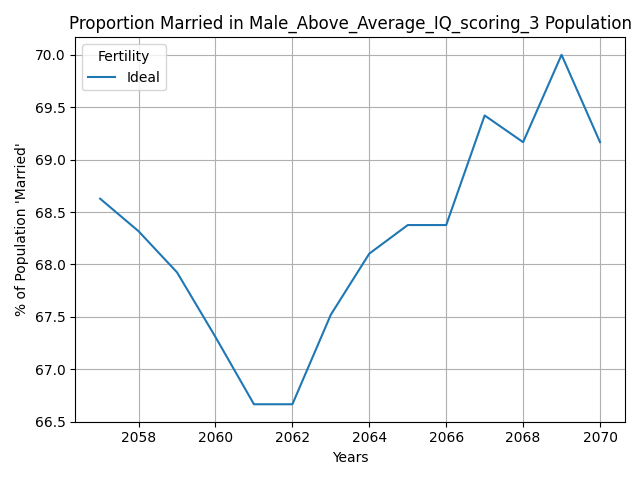 Proportion Married in Male_Above_Average_IQ_scoring_3 Population
Fertility
Ideal
% of Population 'Married'
70.0
69.5
69.0
68.5
68.0
67.5
67.0
66.5
2058 2060 2062 2064 2066 2068 2070
Years